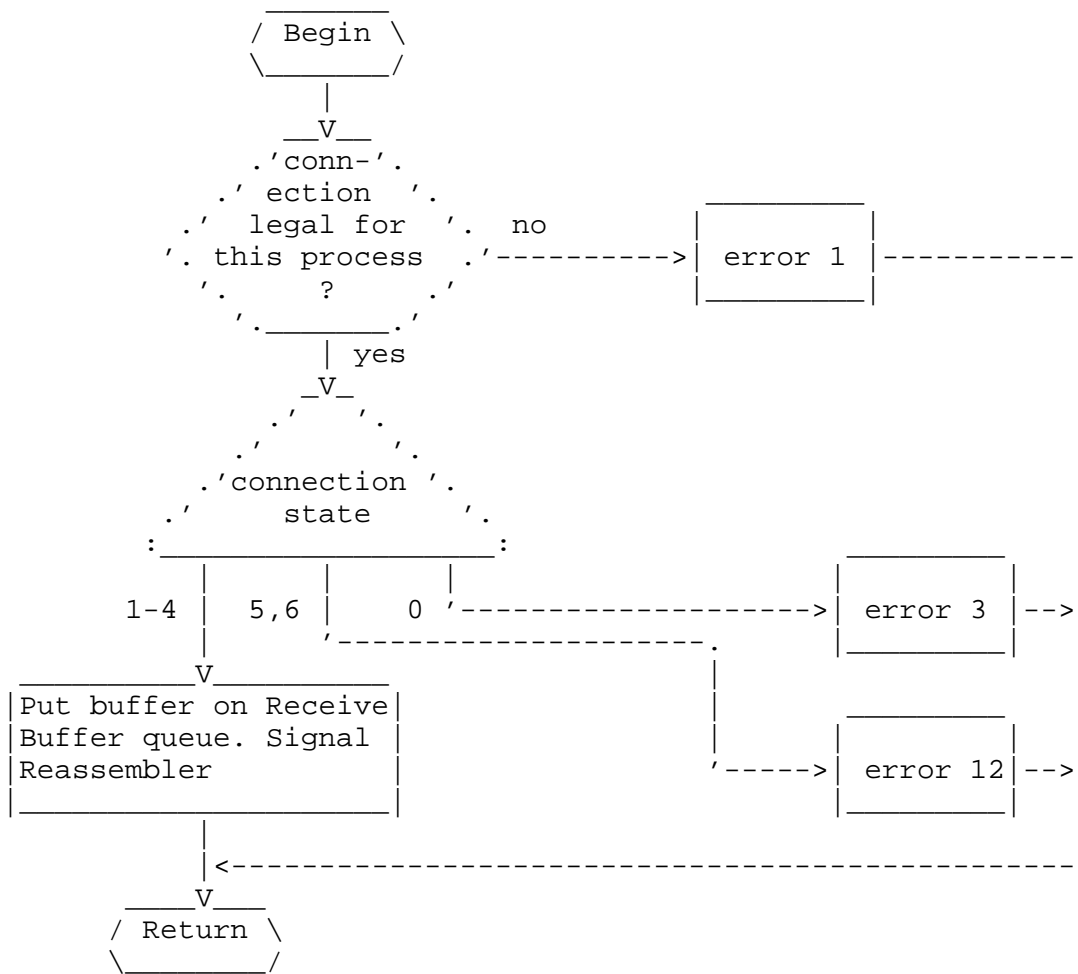 Begin
conn-
ection
legal for no
this process error 1
?
yes
connection
state
1-4 5,6 0 error 3
Put buffer on Receive
Buffer queue. Signal
Reassembler error 12
Return